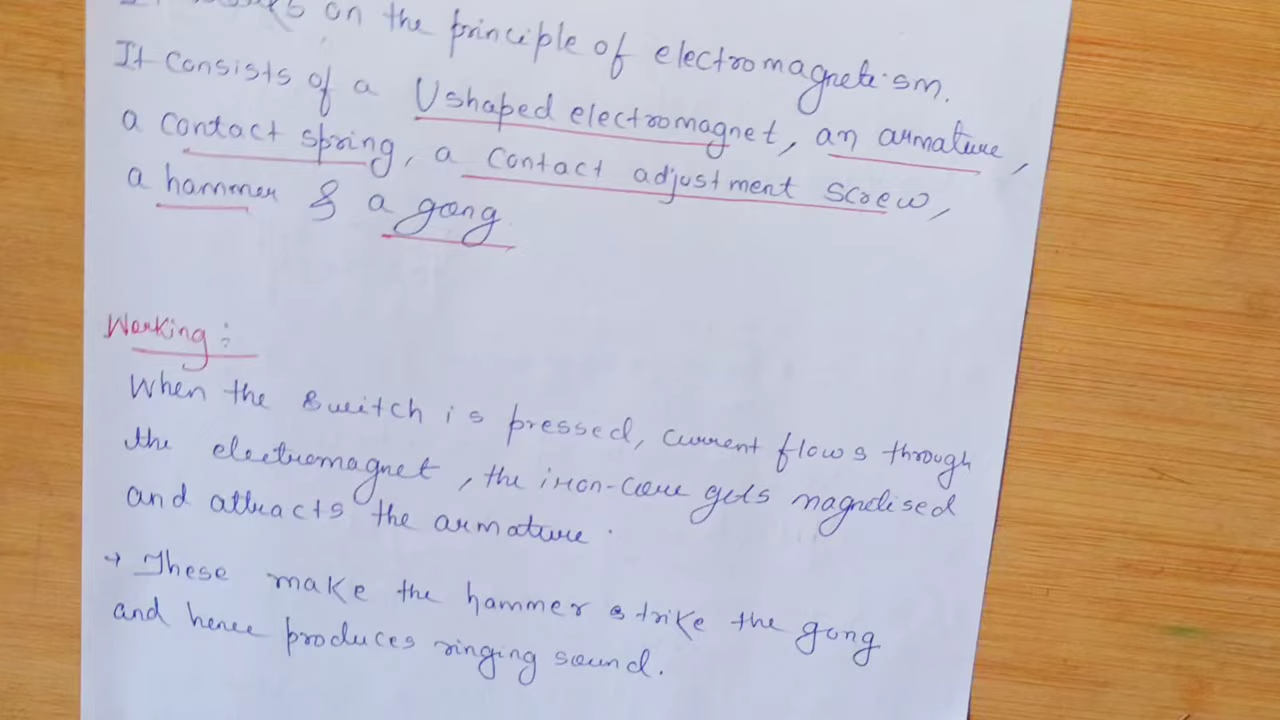 on the principle of electromagnetism.
It consists of a U shaped electromagnet, an armature,
a contact spring, a contact adjustment screw,
a hammer & a gong
Working :
When the switch is pressed, current flows through
the electromagnet, the iron-core gets magnetised
and attracts the armature.
→ These make the hammer strike the gong
and hence produces ringing sound.